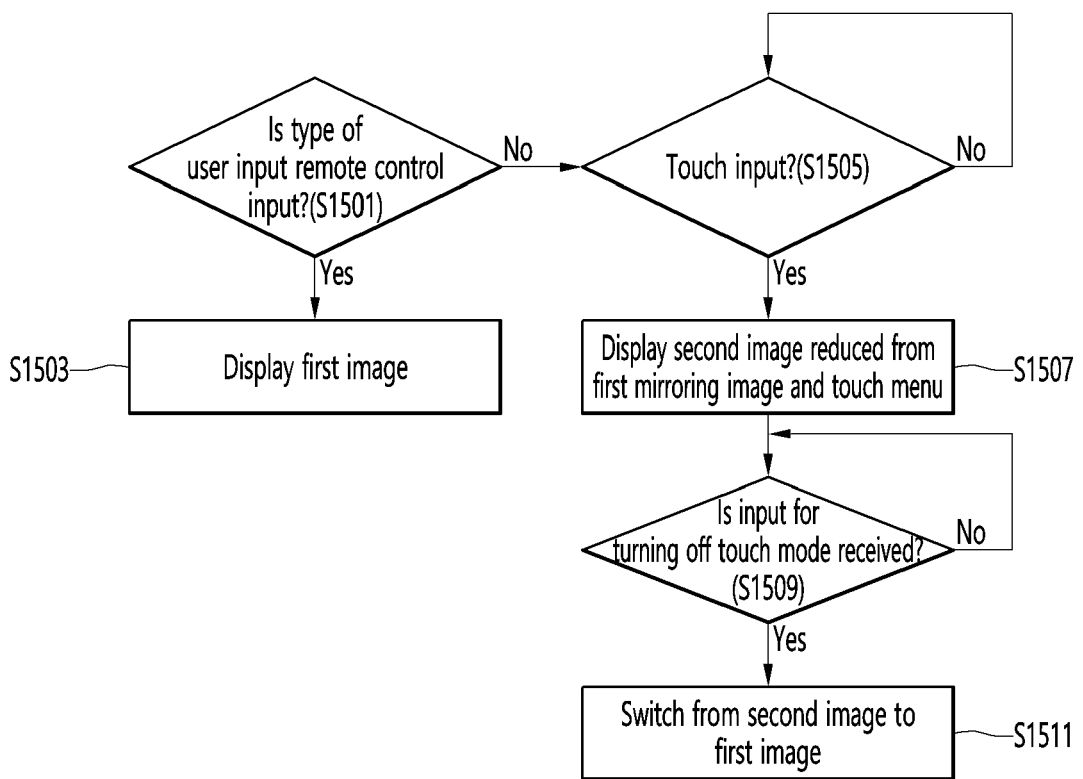 Is type of
user input remote control
input?(S1501)
No
Touch input?(S1505)
No
Yes
Yes
S1503
Display first image
Display second image reduced from
first mirroring image and touch menu
S1507
Is input for
turning off touch mode received?
(S1509)
No
Yes
Switch from second image to
first image
S1511